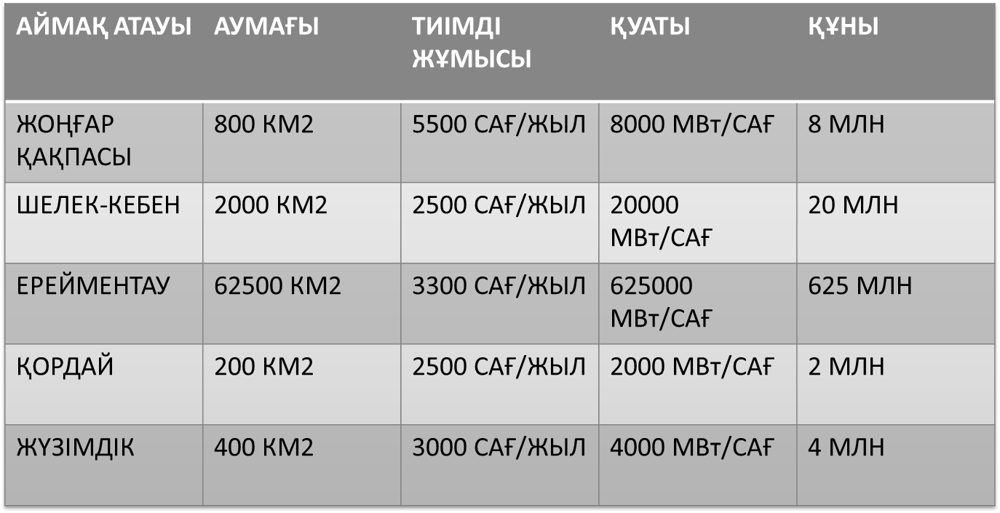 АЙМАҚ АТАУЫ АУМАҒЫ ТИІМДІ ЖҰМЫСЫ ҚУАТЫ ҚҰНЫ
ЖОҢҒАР ҚАҚПАСЫ 800 КМ2 5500 САҒ/ЖЫЛ 8000 МВт/САҒ 8 МЛН
ШЕЛЕК-КЕБЕН 2000 КМ2 2500 САҒ/ЖЫЛ 20000 МВт/САҒ 20 МЛН
ЕРЕЙМЕНТАУ 62500 КМ2 3300 САҒ/ЖЫЛ 625000 МВт/САҒ 625 МЛН
ҚОРДАЙ 200 КМ2 2500 САҒ/ЖЫЛ 2000 МВт/САҒ 2 МЛН
ЖҮЗІМДІК 400 КМ2 3000 САҒ/ЖЫЛ 4000 МВт/САҒ 4 МЛН